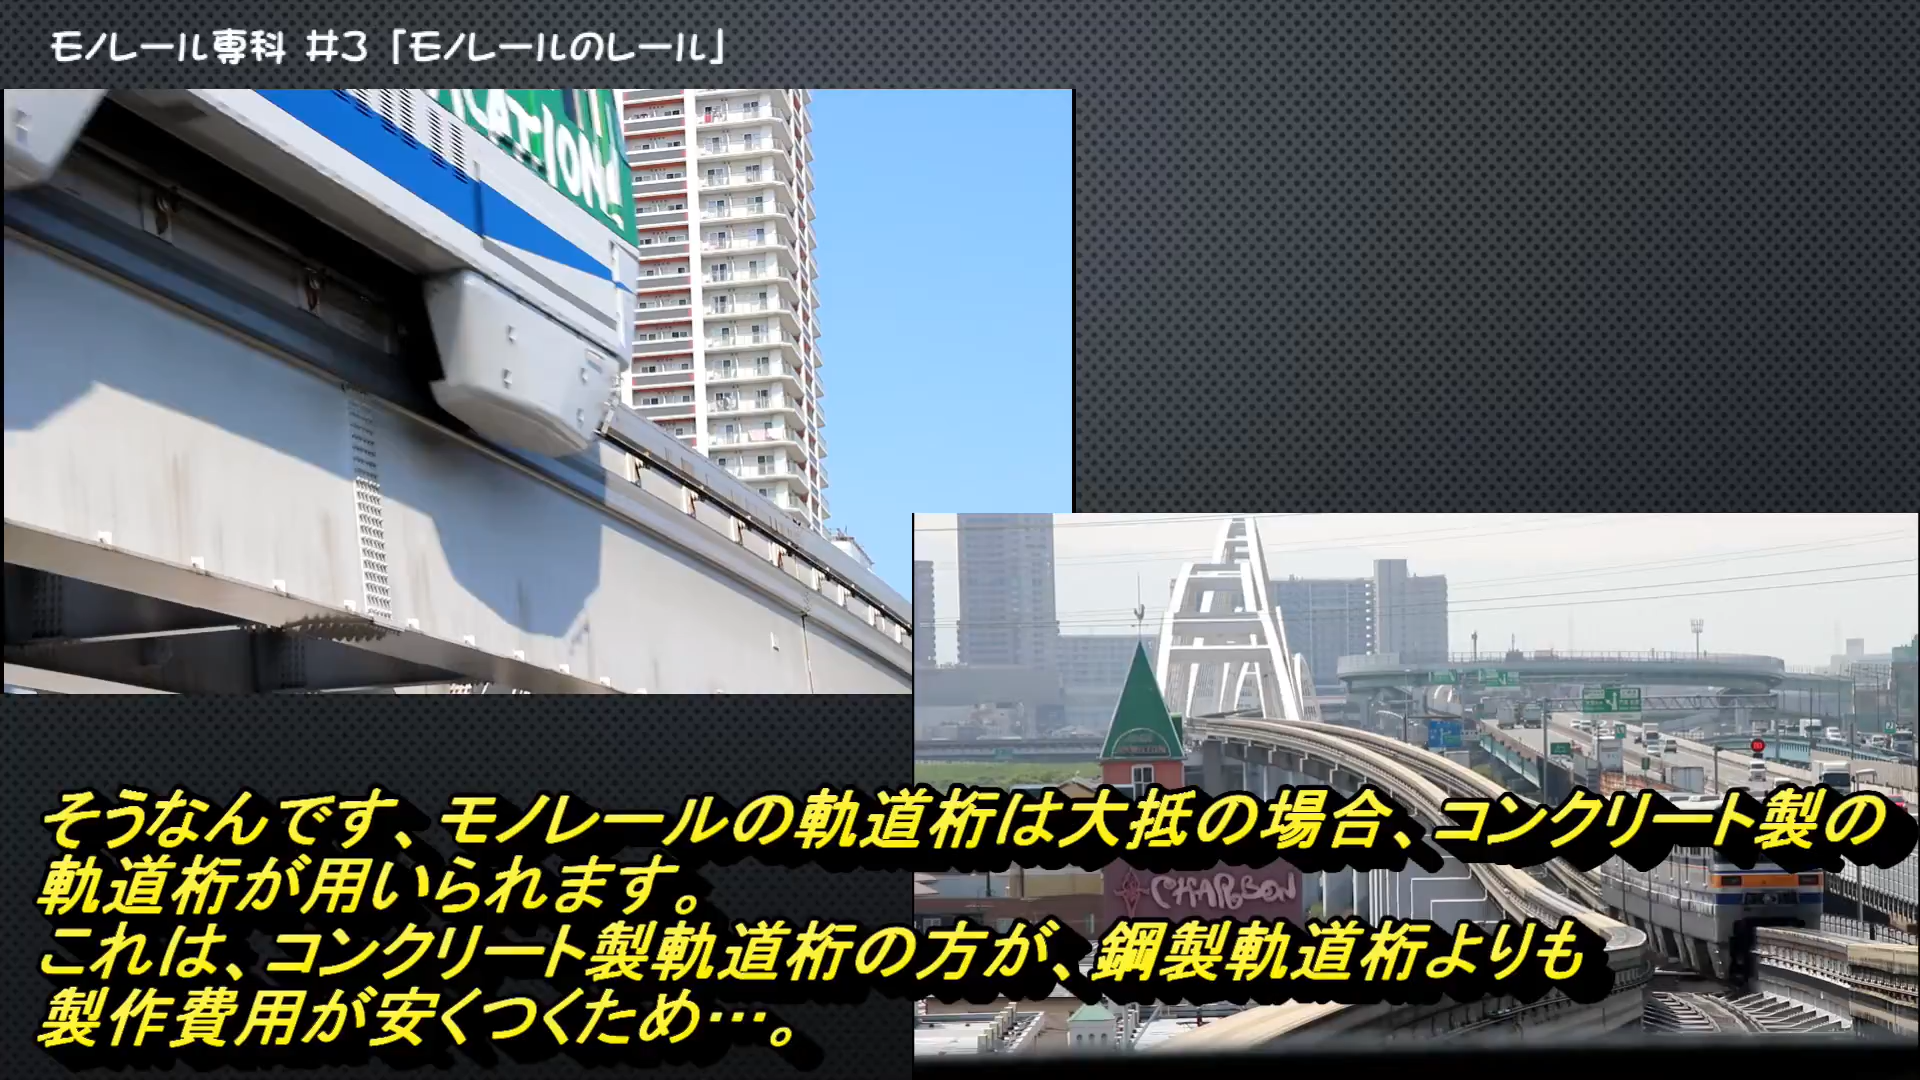 モノレール専科 #3 「モノレールのレール」
CATION!
そうなんです、モノレールの軌道桁は大抵の場合、コンクリート製の
軌道桁が用いられます。
CHARBON
これは、コンクリート製軌道桁の方が、鋼製軌道桁よりも
製作費用が安くつくため…。